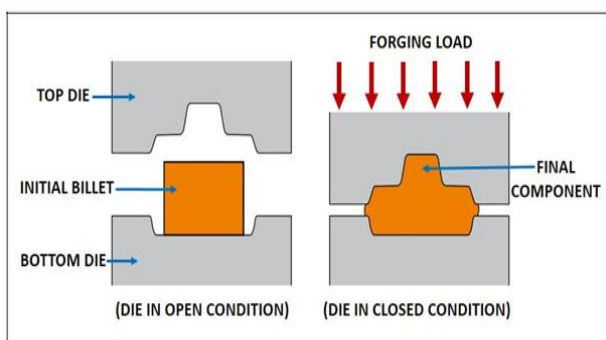 FORGING LOAD
TOP DIE
INITIAL BILLET
FINAL
COMPONENT
BOTTOM DIE
(DIE IN OPEN CONDITION)
(DIE IN CLOSED CONDITION)